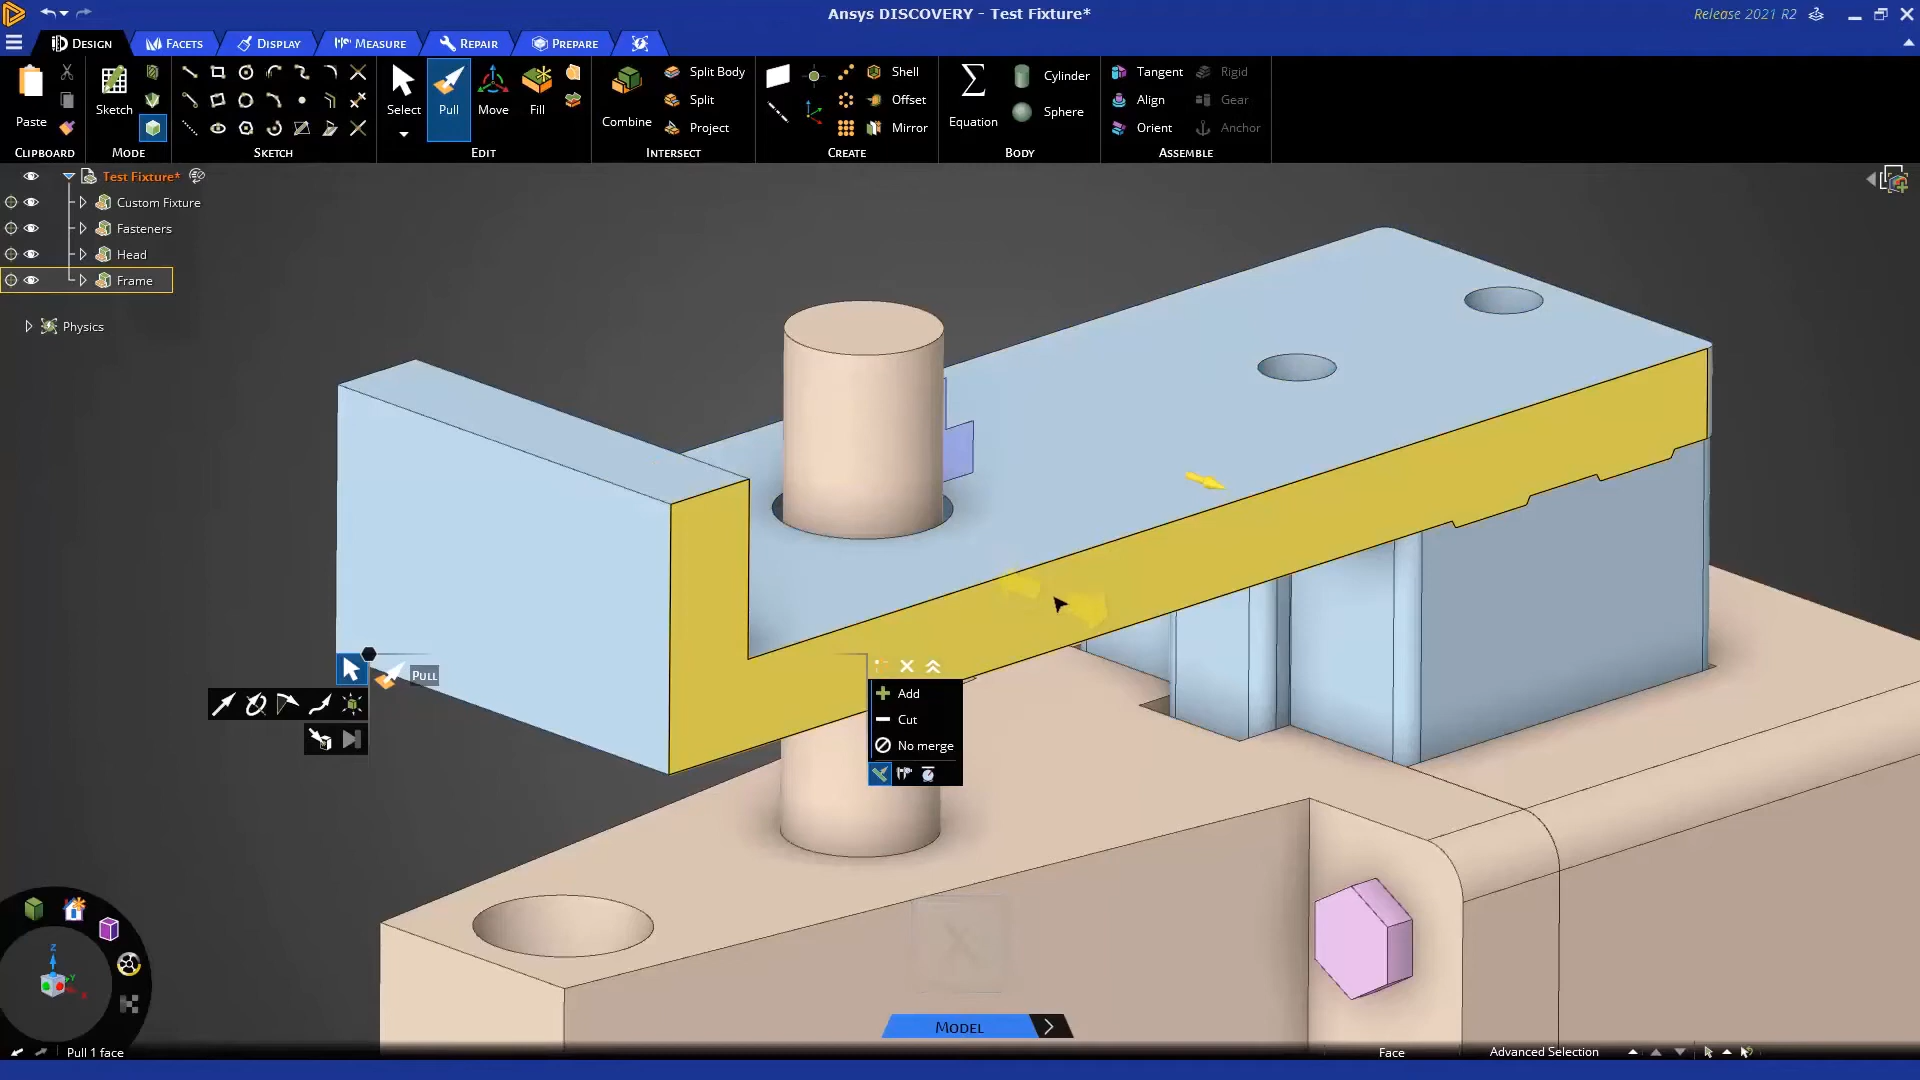 Ansys DISCOVERY - Test Fixture*
Release 2021 R2
DESIGN
FACETS
DISPLAY
MEASURE
REPAIR
PREPARE
Paste
Sketch
Select
Pull
Move
Fill
Combine
Split Body
Split
Project
Shell
Offset
Mirror
Equation
Cylinder
Sphere
Tangent
Align
Orient
Rigid
Gear
Anchor
CLIPBOARD
MODE
SKETCH
EDIT
INTERSECT
CREATE
BODY
ASSEMBLE
Test Fixture*
Custom Fixture
Fasteners
Head
Frame
Physics
PULL
Add
Cut
No merge
Z
Y
X
MODEL
Pull 1 face
Face
Advanced Selection